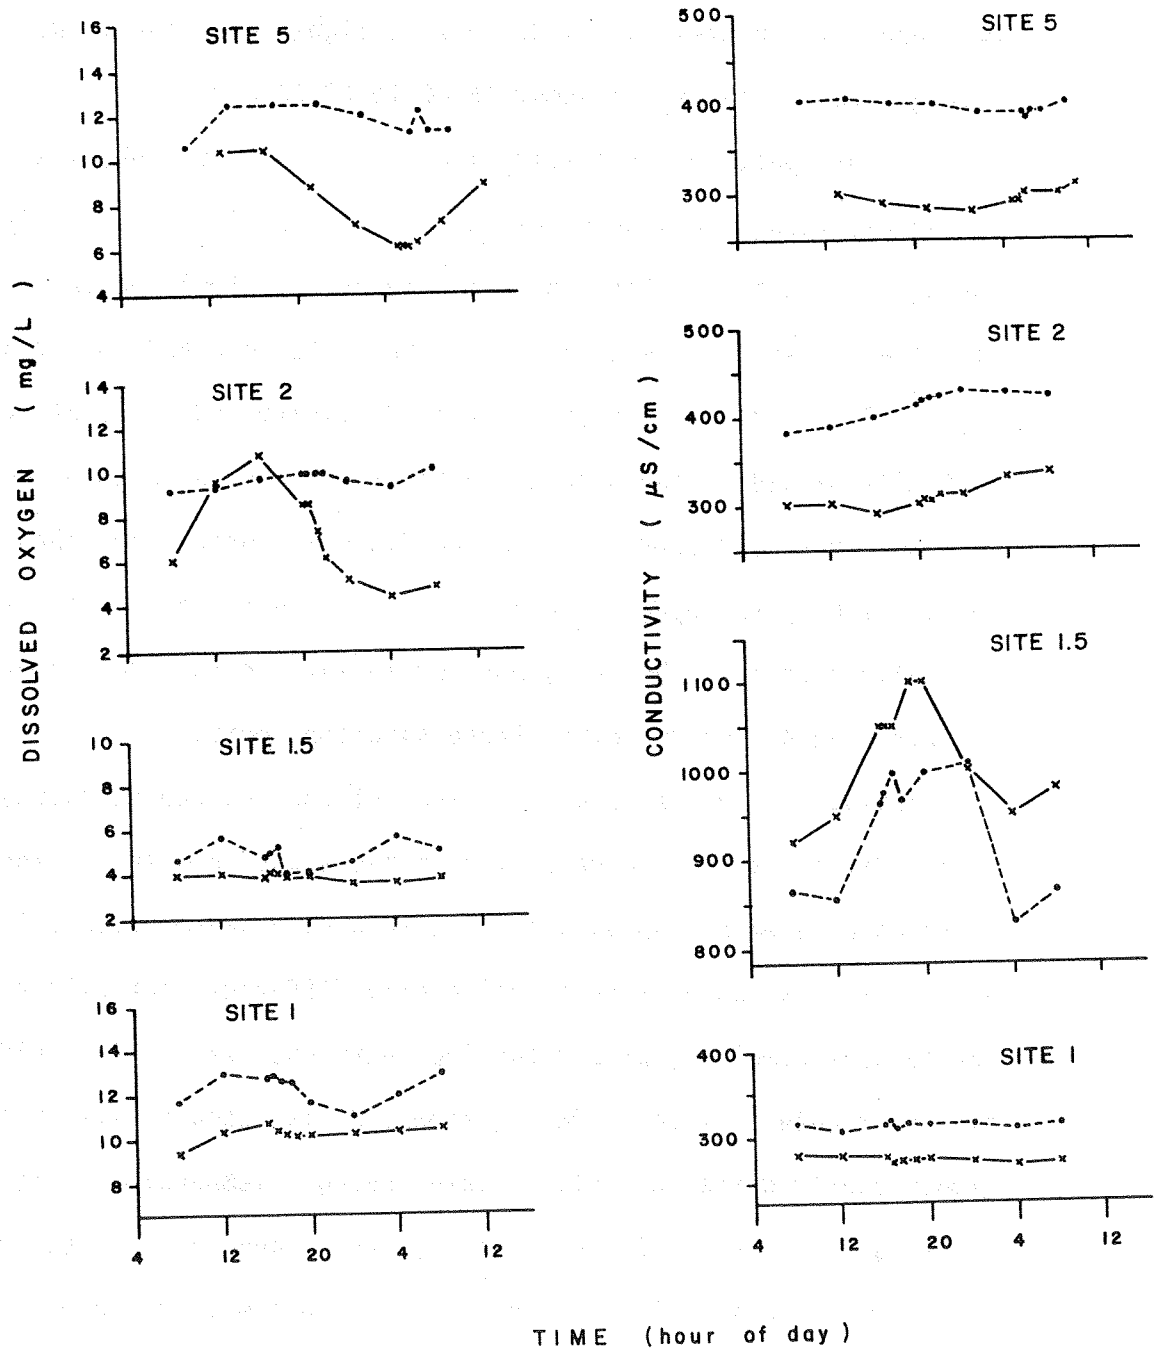 DISSOLVED OXYGEN (mg/L)
SITE 5
16
14
12
10
8
6
4
SITE 2
14
12
10
8
6
4
2
SITE 1.5
10
8
6
4
2
SITE 1
16
14
12
10
8
4 12 20 4 12
CONDUCTIVITY (μS/cm)
SITE 5
500
400
300
SITE 2
500
400
300
SITE 1.5
1100
1000
900
800
SITE 1
400
300
4 12 20 4 12
TIME (hour of day)